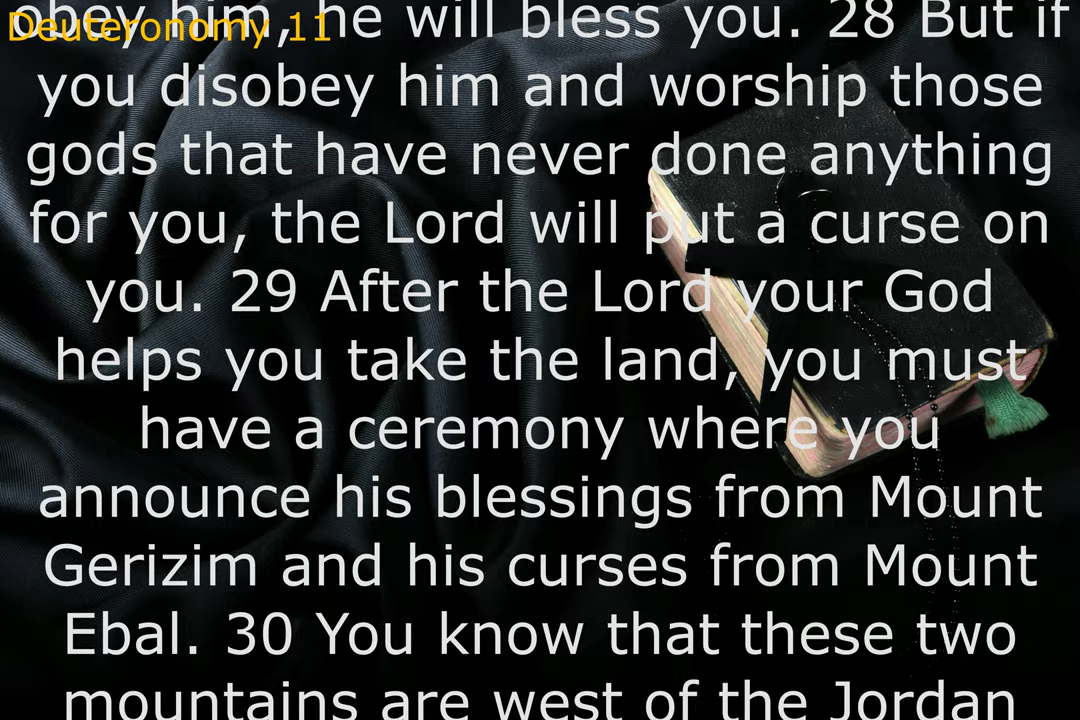 Deuteronomy 11
obey him, he will bless you. 28 But if
you disobey him and worship those
gods that have never done anything
for you, the Lord will put a curse on
you. 29 After the Lord your God
helps you take the land, you must
have a ceremony where you
announce his blessings from Mount
Gerizim and his curses from Mount
Ebal. 30 You know that these two
mountains are west of the Jordan